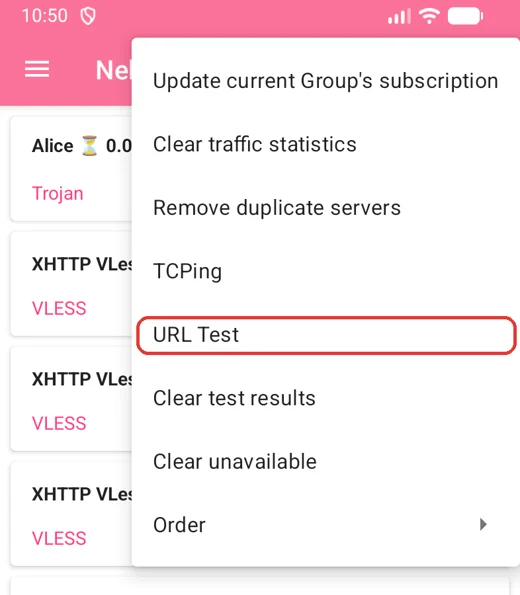 10:50
Nel
Update current Group's subscription
Clear traffic statistics
Remove duplicate servers
TCPing
URL Test
Clear test results
Clear unavailable
Order
Alice ⏳ 0.0
Trojan
XHTTP VLes
VLESS
XHTTP VLes
VLESS
XHTTP VLes
VLESS